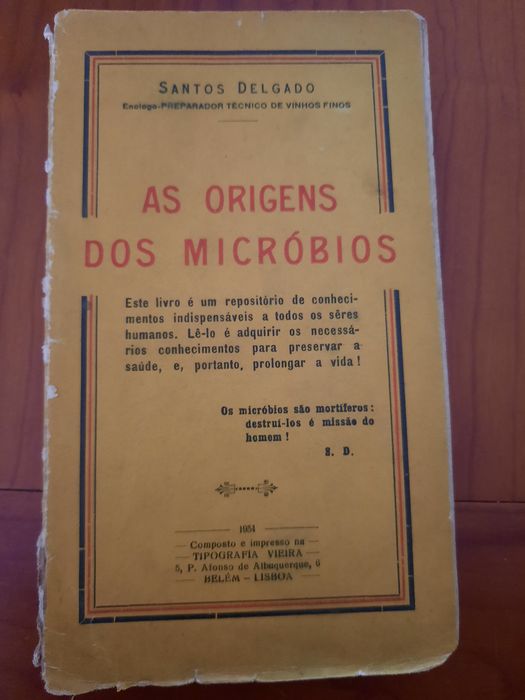 SANTOS DELGADO
Enologo-PREPARADOR TÉCNICO DE VINHOS FINOS
AS ORIGENS
DOS MICRÓBIOS
Este livro é um repositório de conheci-
mentos indispensáveis a todos os sêres
humanos. Lê-lo é adquirir os necessá-
rios conhecimentos para preservar a
saúde, e, portanto, prolongar a vida !
Os micróbios são mortíferos :
destruí-los é missão do
homem !
S. D.
1934
Composto e impresso na
TIPOGRAFIA VIEIRA
5, P. Afonso de Albuquerque, 6
BELÉM – LISBOA